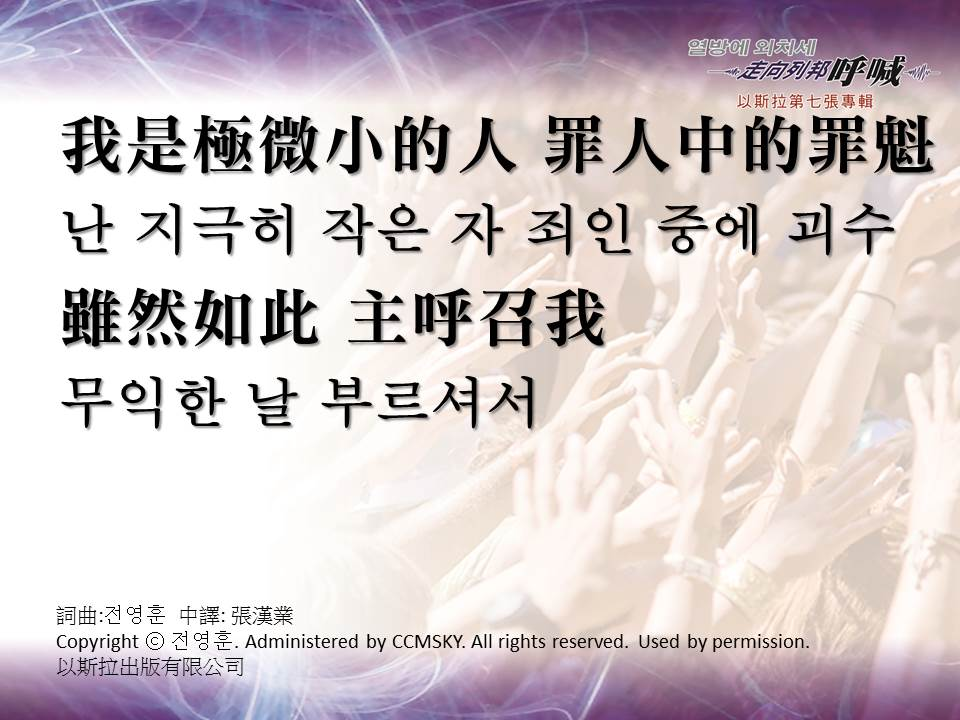 열방에 외치세
走向列邦呼喊
以斯拉第七張專輯
我是極微小的人 罪人中的罪魁
난 지극히 작은 자 죄인 중에 괴수
雖然如此 主呼召我
무익한 날 부르셔서
詞曲:전영훈 中譯: 張漢業
Copyright ⓒ 전영훈. Administered by CCMSKY. All rights reserved. Used by permission.
以斯拉出版有限公司